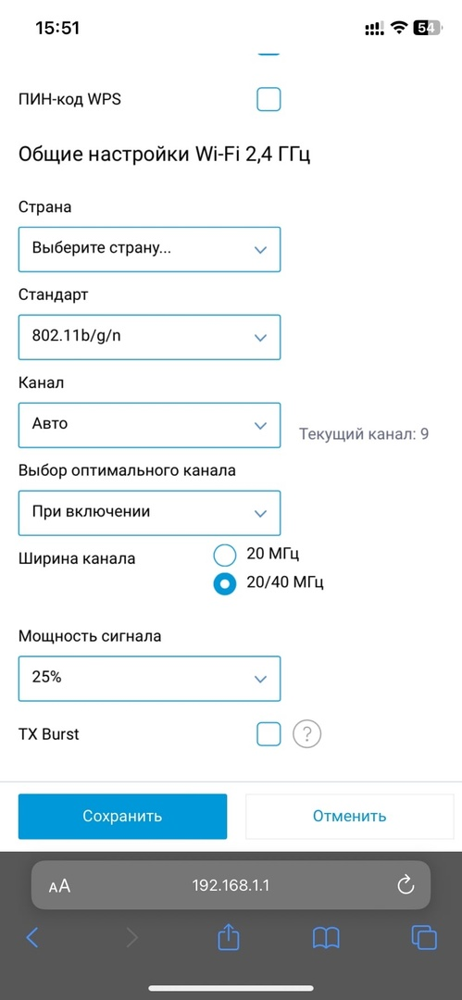 15:51
54
ПИН-код WPS
Общие настройки Wi-Fi 2,4 ГГц
Страна
Выберите страну...
Стандарт
802.11b/g/n
Канал
Авто
Текущий канал: 9
Выбор оптимального канала
При включении
Ширина канала
20 МГц
20/40 МГц
Мощность сигнала
25%
TX Burst
?
Сохранить
Отменить
AA
192.168.1.1